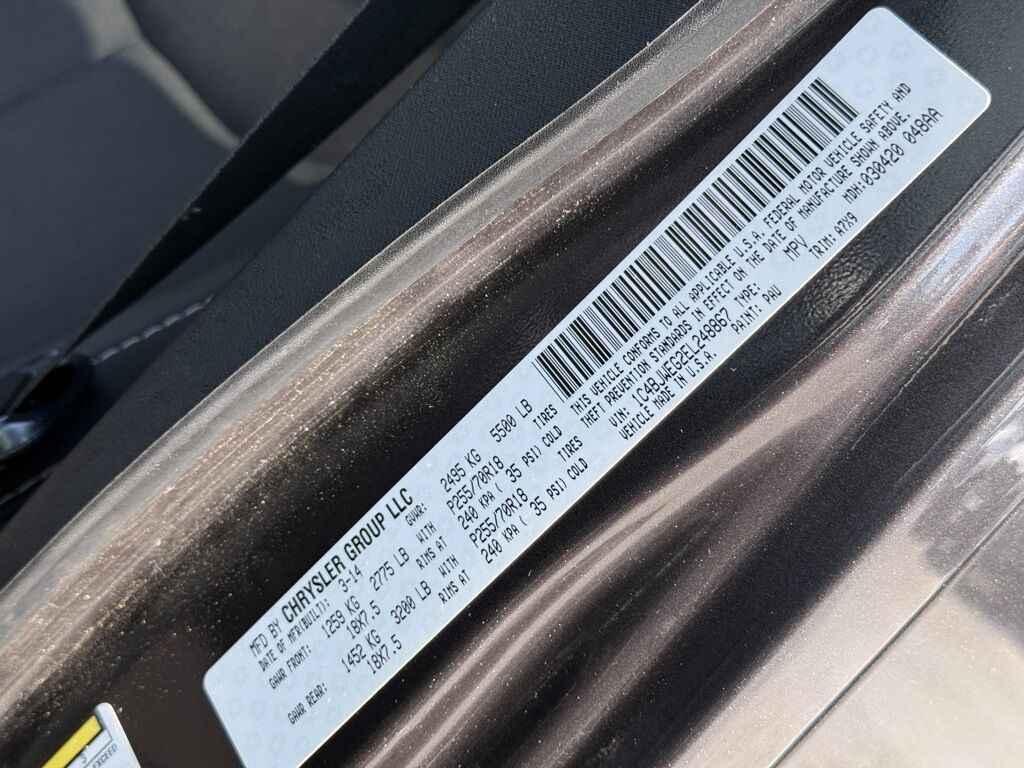 MFD BY CHRYSLER GROUP LLC
DATE OF MFR(BUILT): 3-14 GVWR: 2495 KG 5500 LB
GAWR FRONT: 1259 KG 2775 LB WITH P255/70R18 TIRES
18X7.5 RIMS AT 240 KPA ( 35 PSI) COLD
GAWR REAR: 1452 KG 3200 LB WITH P255/70R18 TIRES
18X7.5 RIMS AT 240 KPA ( 35 PSI) COLD
THIS VEHICLE CONFORMS TO ALL APPLICABLE U.S.A. FEDERAL MOTOR VEHICLE SAFETY AND
THEFT PREVENTION STANDARDS IN EFFECT ON THE DATE OF MANUFACTURE SHOWN ABOVE.
VIN: 1C4BJWEG2EL248867 TYPE: MPV MDH:030420 048AA
VEHICLE MADE IN U.S.A. PAINT: PAU TRIM: A7X9
EXCEED